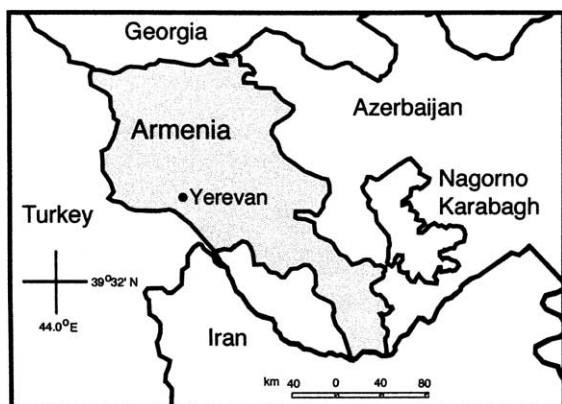 Georgia
Azerbaijan
Armenia
Nagorno
Karabagh
Yerevan
Turkey
39°32' N
44.0°E
Iran
km 40 0 40 80